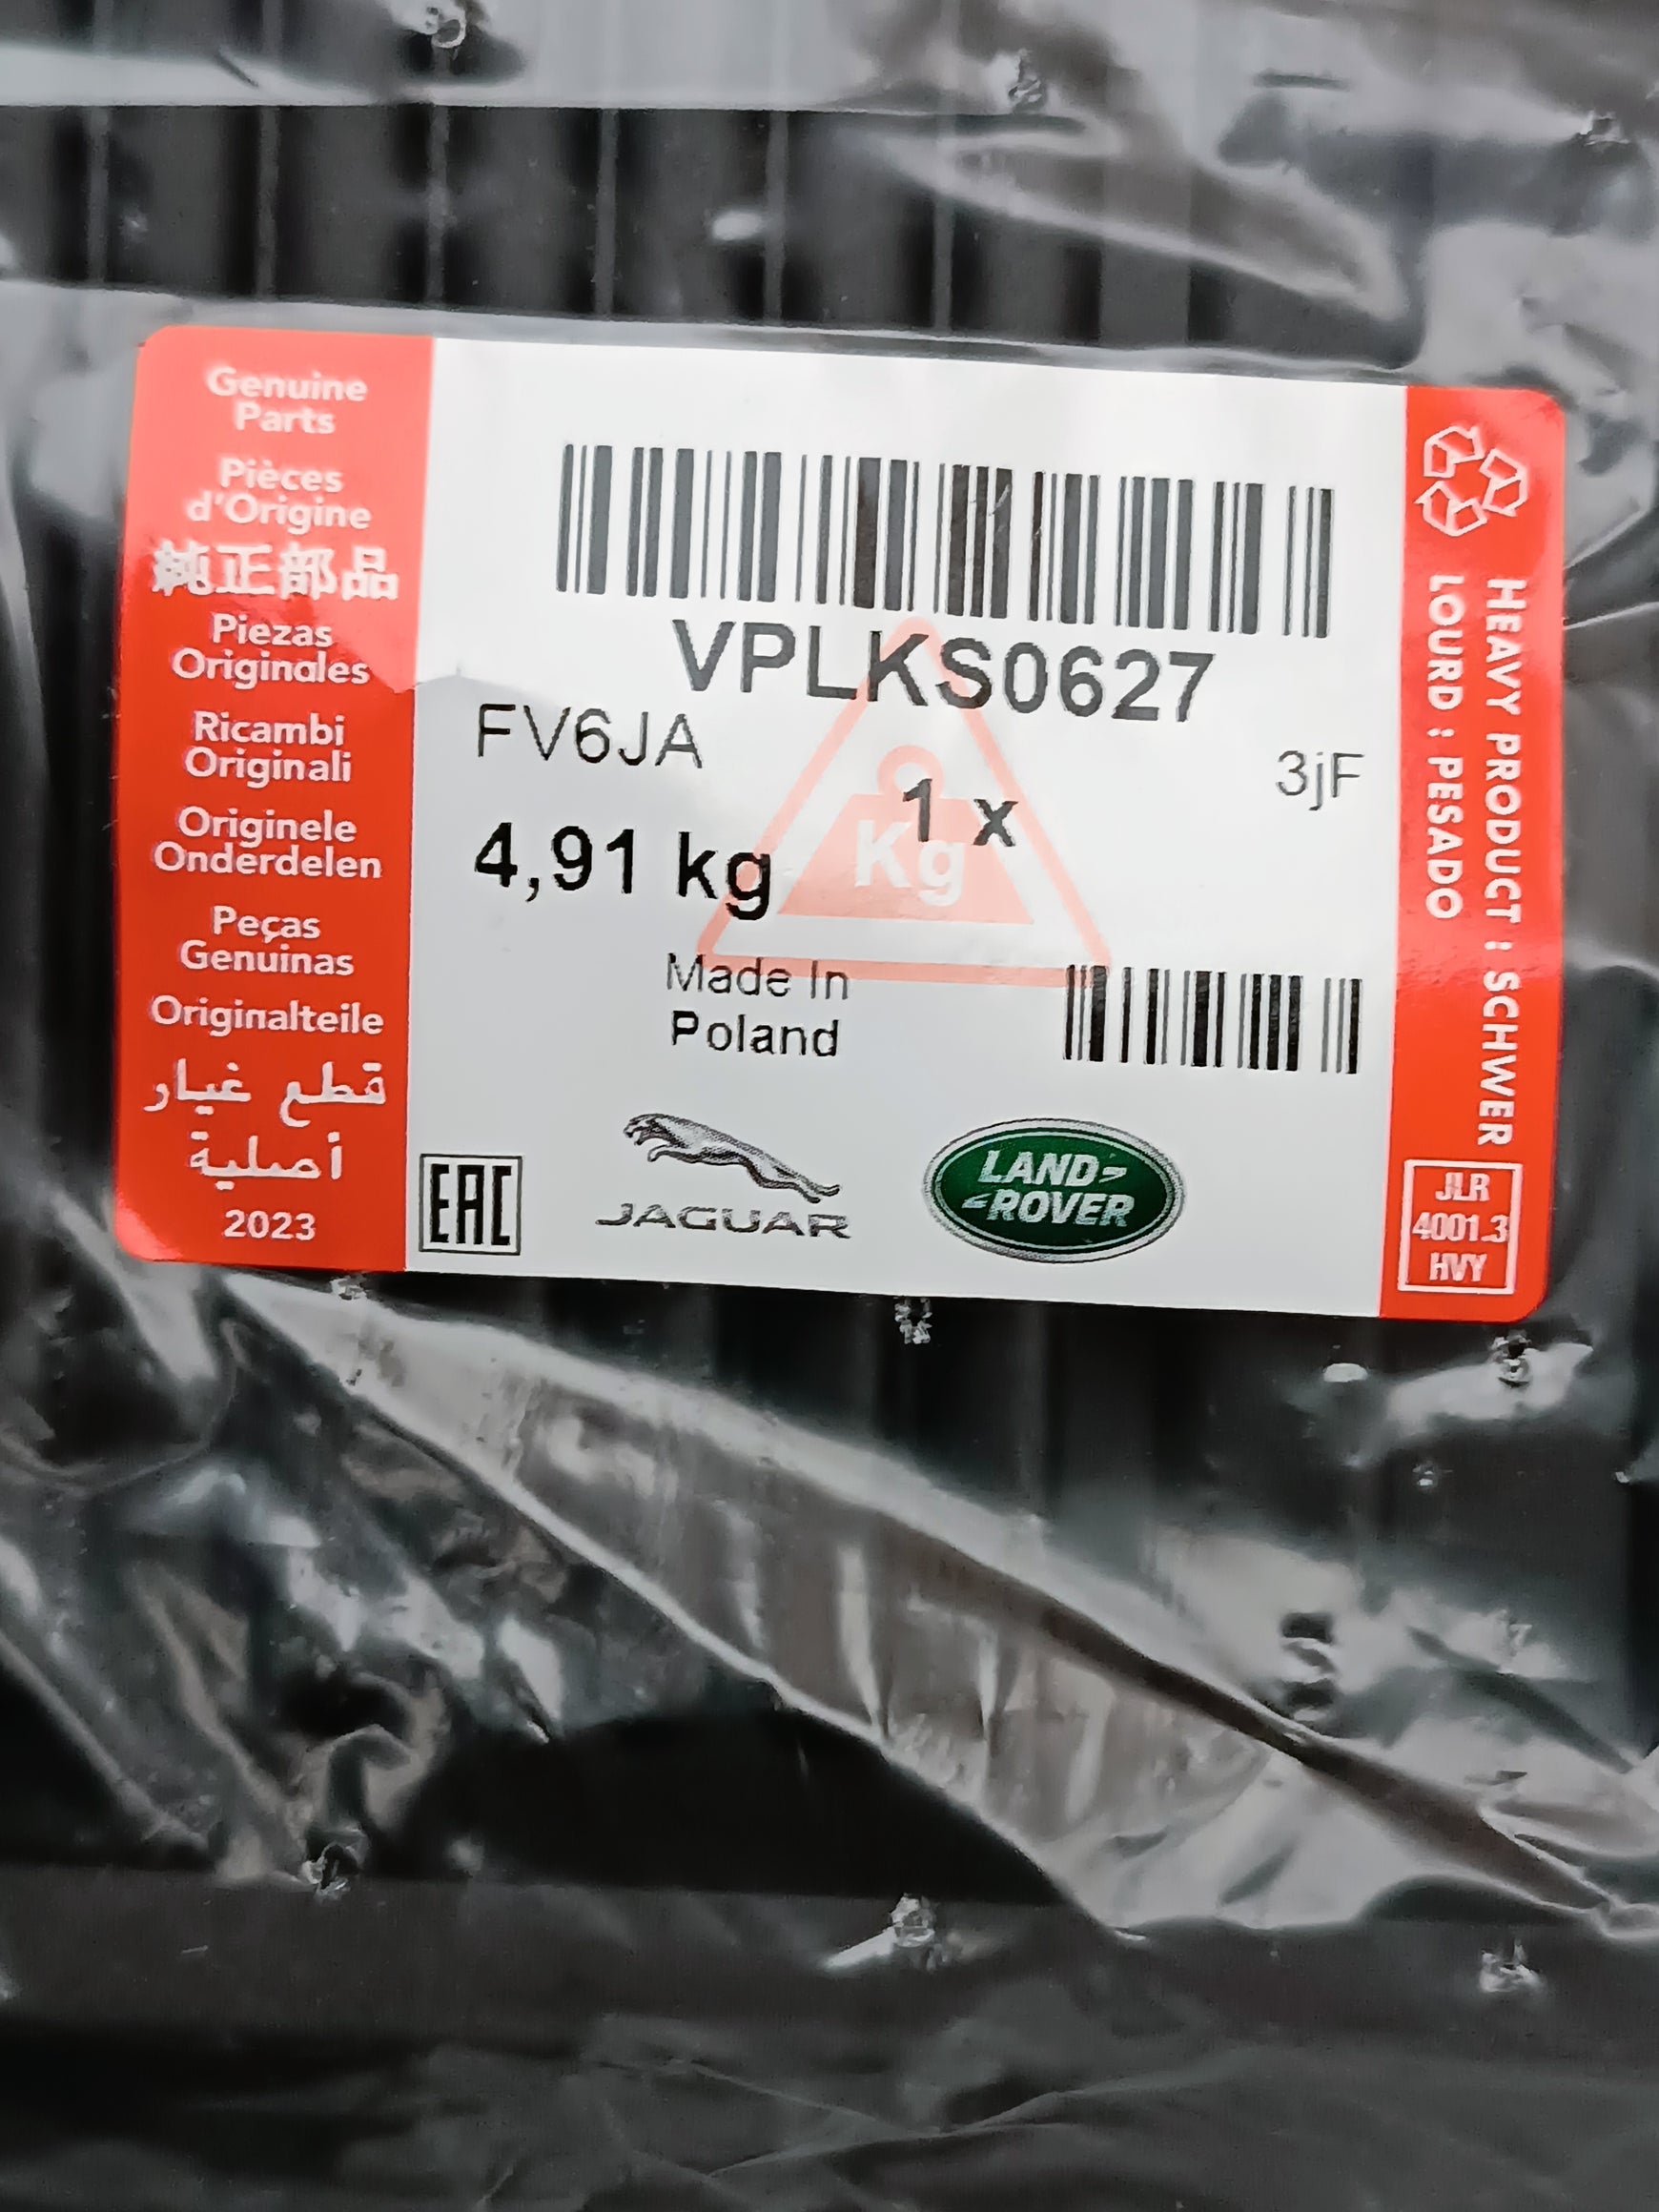 Genuine
Parts
Pièces
d'Origine
純正部品
Piezas
Originales
Ricambi
Originali
Originele
Onderdelen
Peças
Genuinas
Originalteile
قطع غيار
أصلية
2023
VPLKS0627
FV6JA
3jF
1 x
Kg
4,91 kg
Made In
Poland
EAC
JAGUAR
LAND-
-ROVER
HEAVY PRODUCT : SCHWER
LOURD : PESADO
JLR
4001.3
HVY